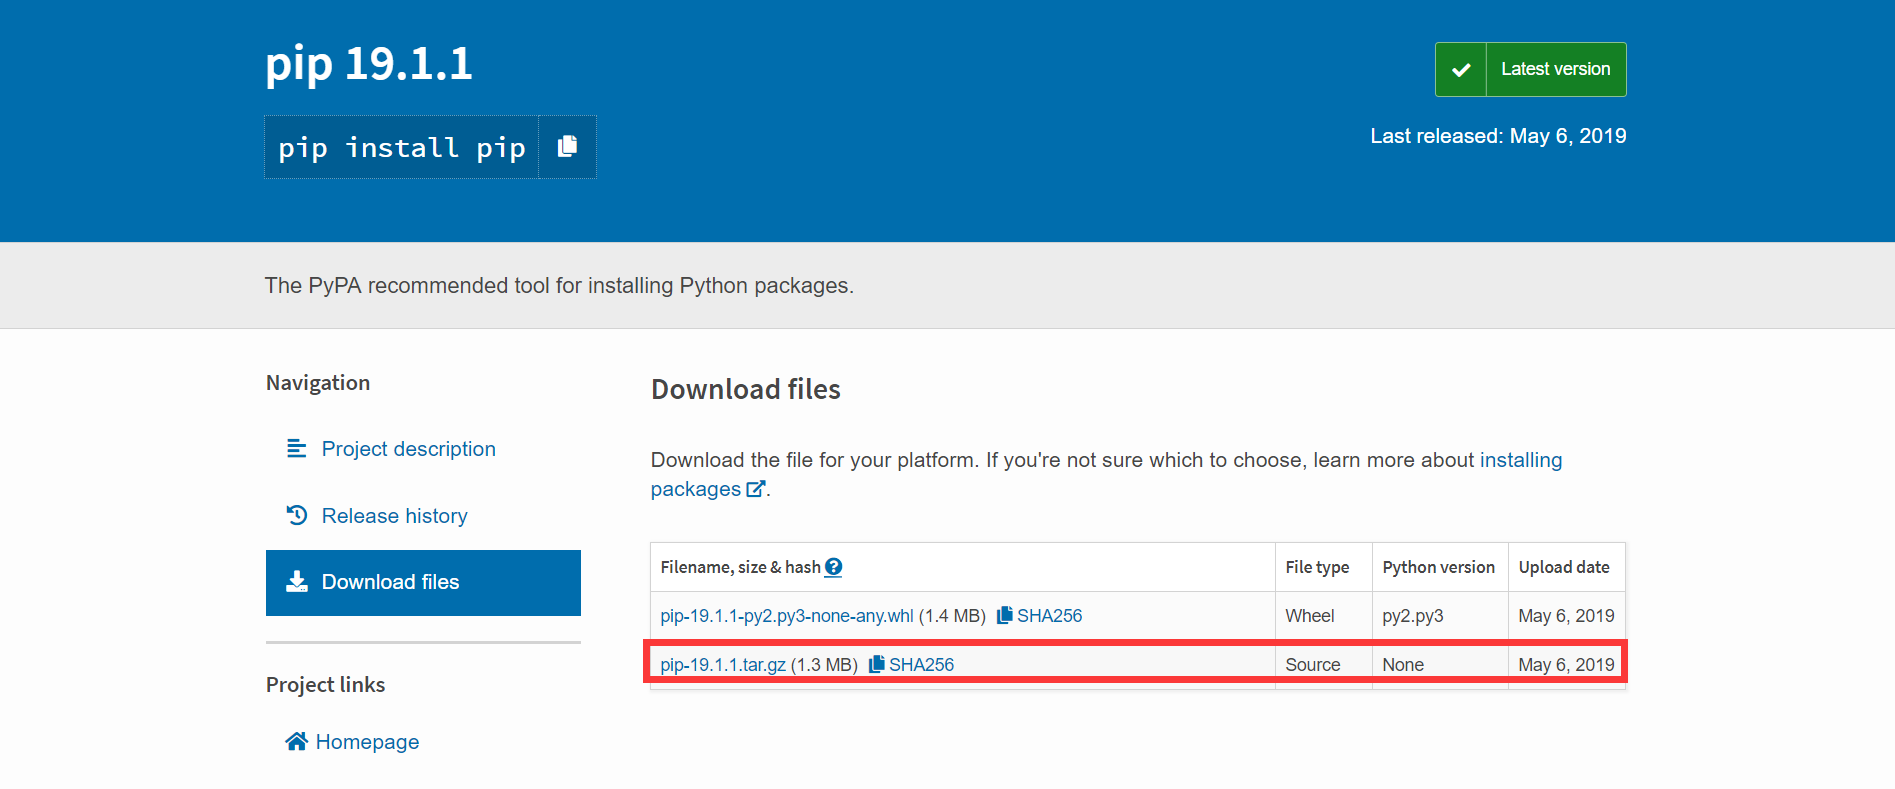 pip 19.1.1
pip install pip
Latest version
Last released: May 6, 2019
The PyPA recommended tool for installing Python packages.
Navigation
Project description
Release history
Download files
Project links
Homepage
Download files
Download the file for your platform. If you're not sure which to choose, learn more about installing
packages.
Filename, size & hash ? File type Python version Upload date
pip-19.1.1-py2.py3-none-any.whl (1.4 MB) SHA256 Wheel py2.py3 May 6, 2019
pip-19.1.1.tar.gz (1.3 MB) SHA256 Source None May 6, 2019